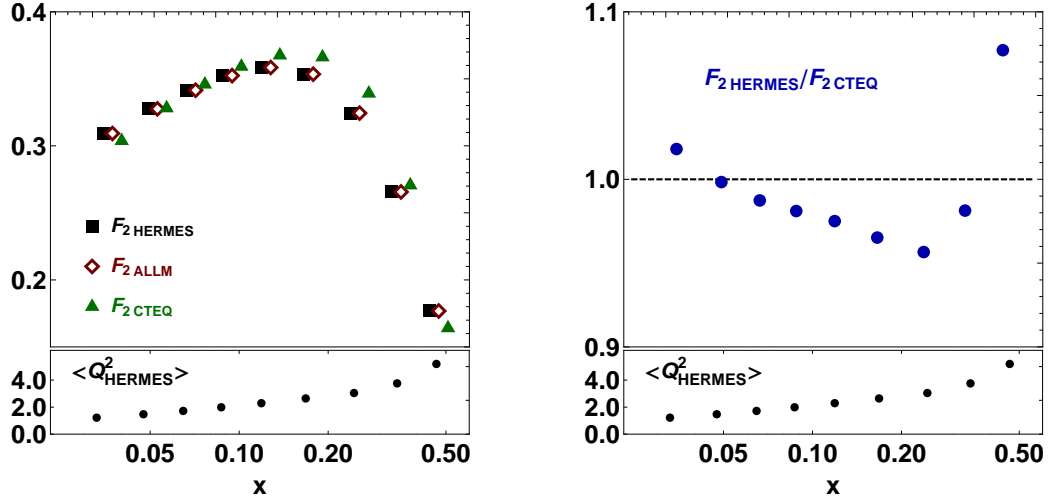 0.4
0.3
0.2
F2 HERMES
F2 ALLM
F2 CTEQ
4.0
2.0
0.0
<Q²HERMES>
0.05 0.10 0.20 0.50
x
1.1
1.0
0.9
F2 HERMES/F2 CTEQ
4.0
2.0
0.0
<Q²HERMES>
0.05 0.10 0.20 0.50
x